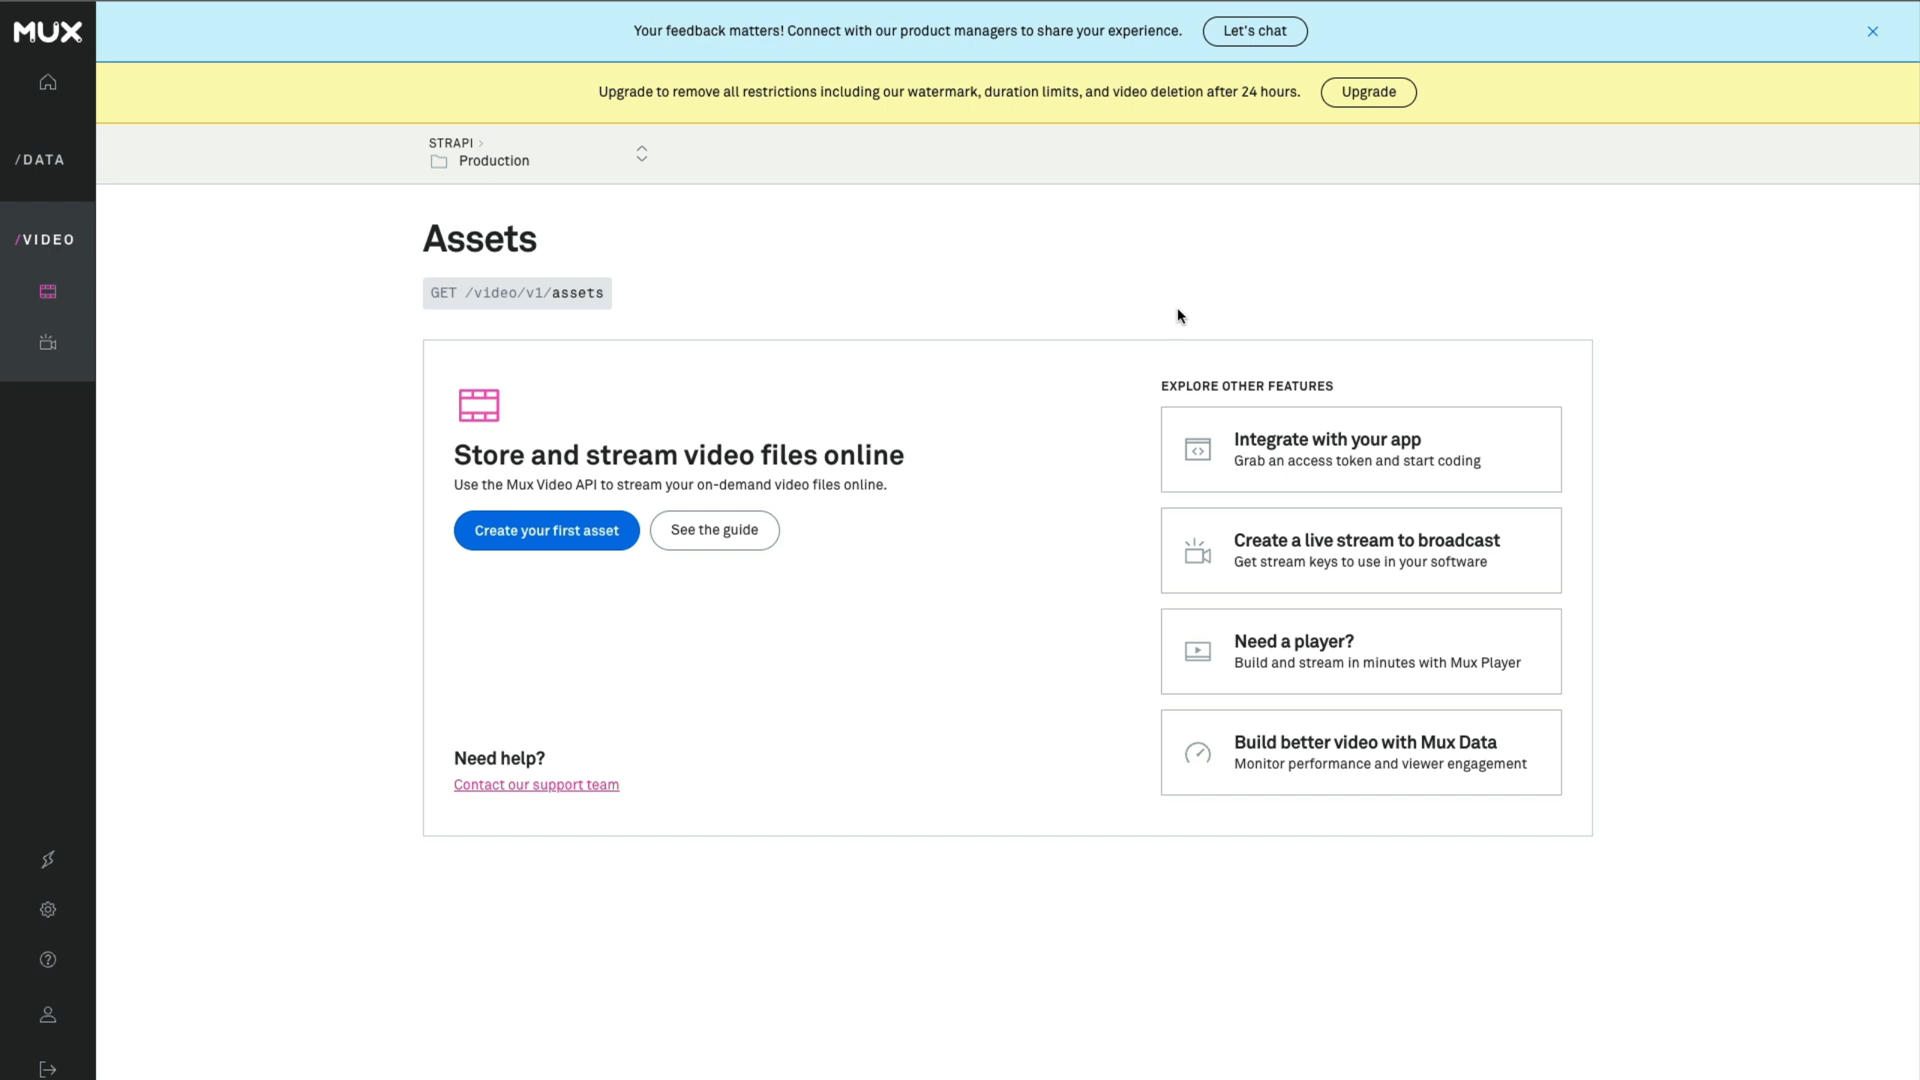 MUX
Your feedback matters! Connect with our product managers to share your experience.
Let's chat
Upgrade to remove all restrictions including our watermark, duration limits, and video deletion after 24 hours.
Upgrade
STRAPI
Production
/DATA
/VIDEO
Assets
GET /video/v1/assets
Store and stream video files online
Use the Mux Video API to stream your on-demand video files online.
Create your first asset
See the guide
Need help?
Contact our support team
EXPLORE OTHER FEATURES
Integrate with your app
Grab an access token and start coding
Create a live stream to broadcast
Get stream keys to use in your software
Need a player?
Build and stream in minutes with Mux Player
Build better video with Mux Data
Monitor performance and viewer engagement